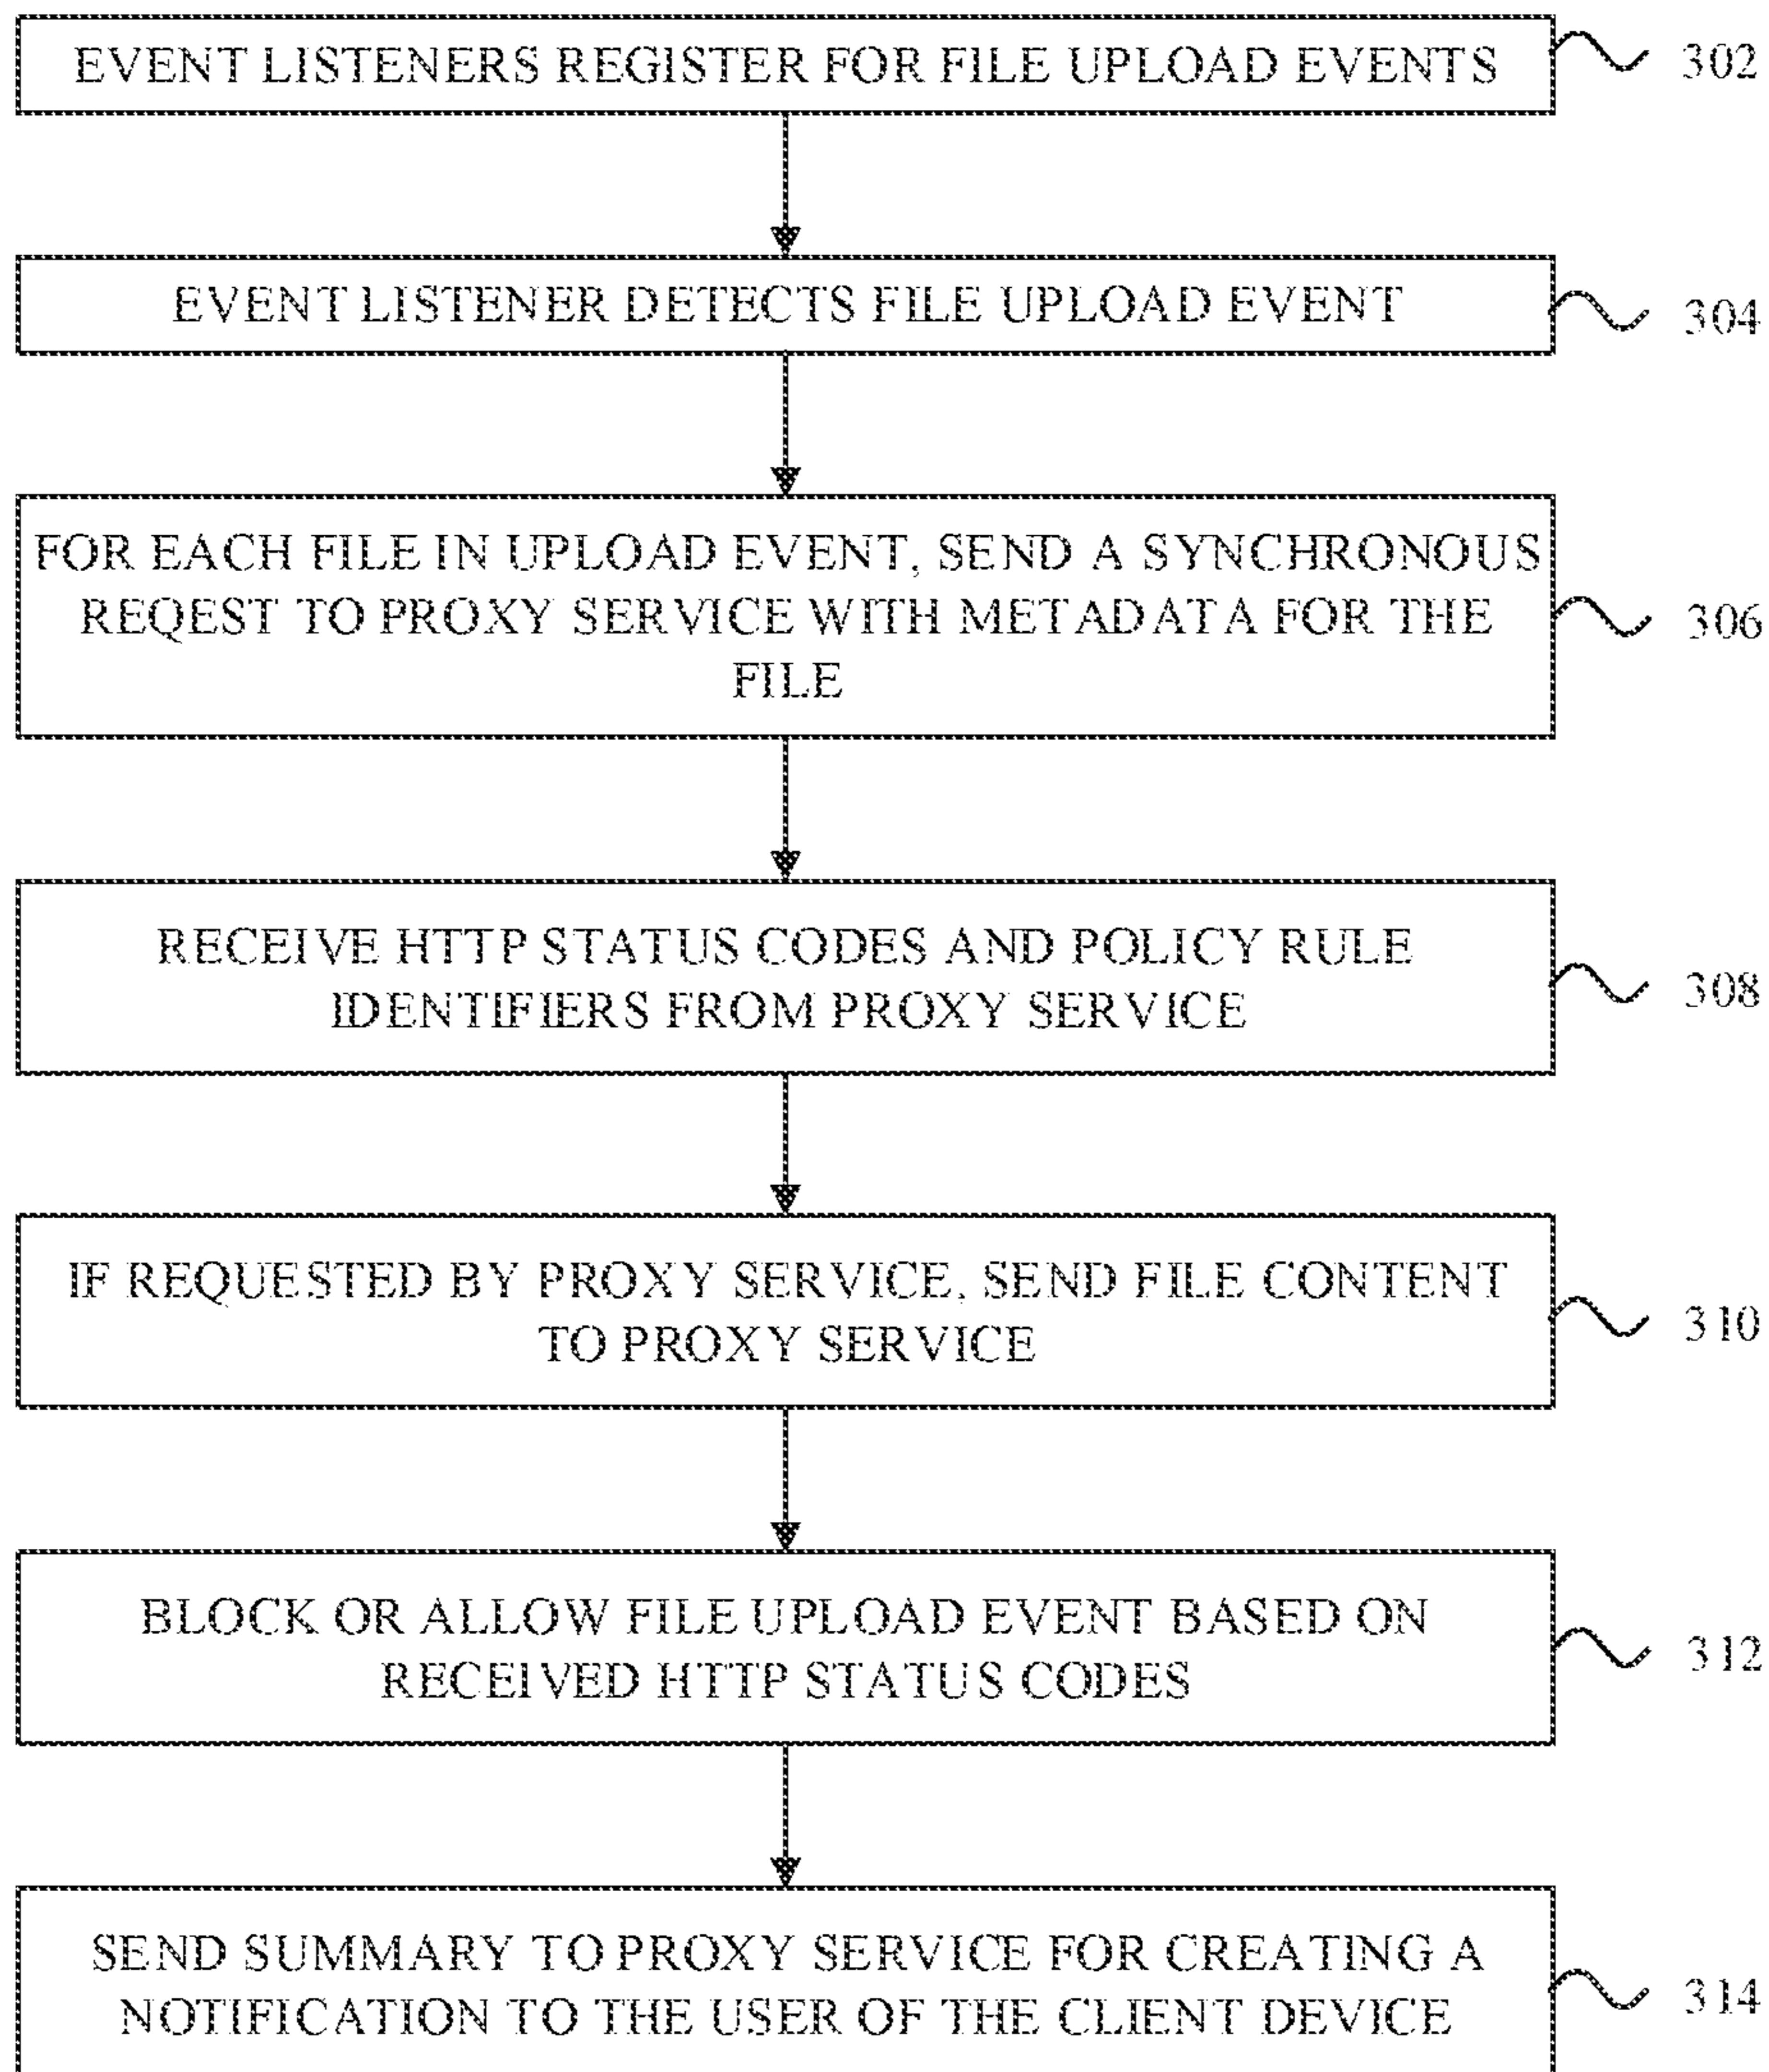 EVENT LISTENERS REGISTER FOR FILE UPLOAD EVENTS
302
EVENT LISTENER DETECTS FILE UPLOAD EVENT
304
FOR EACH FILE IN UPLOAD EVENT, SEND A SYNCHRONOUS
REQEST TO PROXY SERVICE WITH METADATA FOR THE
FILE
306
RECEIVE HTTP STATUS CODES AND POLICY RULE
IDENTIFIERS FROM PROXY SERVICE
308
IF REQUESTED BY PROXY SERVICE, SEND FILE CONTENT
TO PROXY SERVICE
310
BLOCK OR ALLOW FILE UPLOAD EVENT BASED ON
RECEIVED HTTP STATUS CODES
312
SEND SUMMARY TO PROXY SERVICE FOR CREATING A
NOTIFICATION TO THE USER OF THE CLIENT DEVICE
314